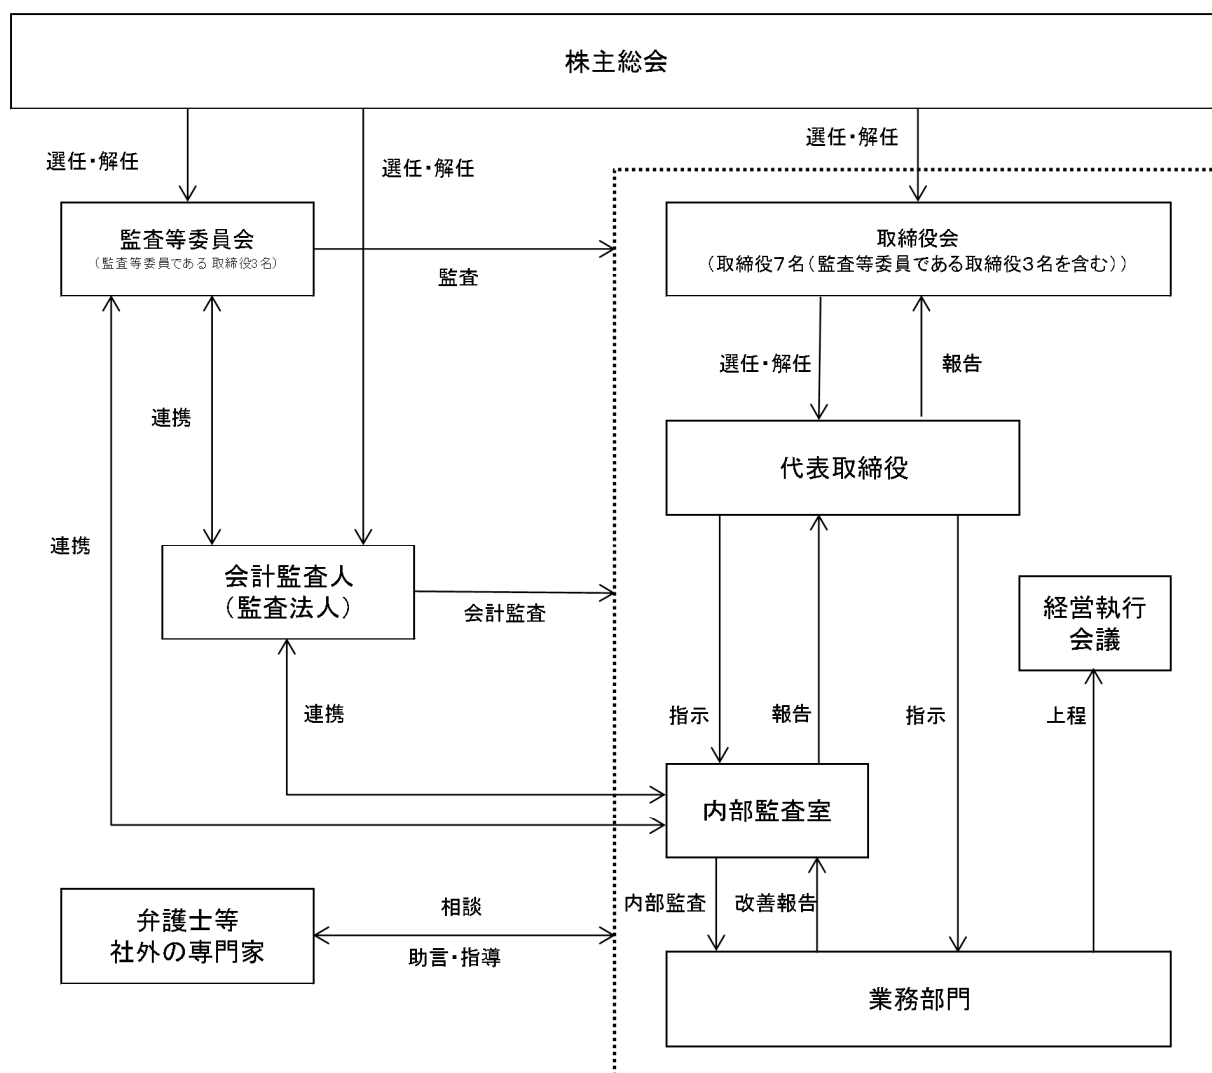 株主総会
選任・解任
選任・解任
選任・解任
監査等委員会
(監査等委員である取締役3名)
監査
取締役会
(取締役7名(監査等委員である取締役3名を含む))
選任・解任
報告
連携
代表取締役
連携
会計監査人
(監査法人)
会計監査
経営執行
会議
連携
指示
報告
指示
上程
内部監査室
内部監査
改善報告
弁護士等
社外の専門家
相談
助言・指導
業務部門